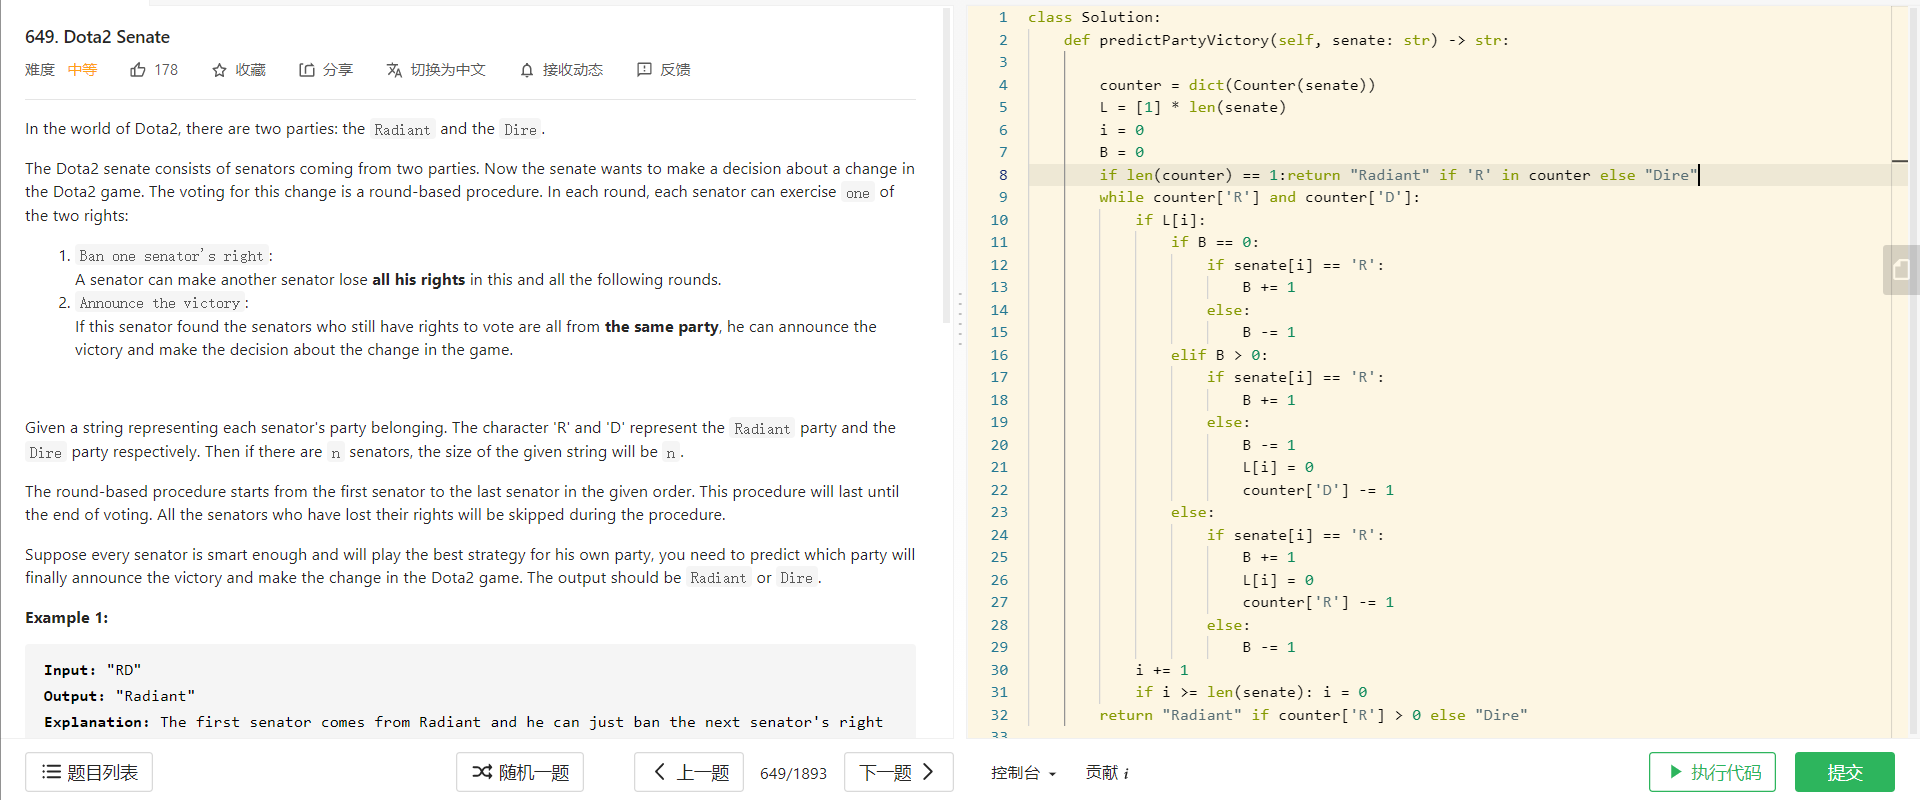 649. Dota2 Senate
难度 中等 178 收藏 分享 切换为中文 接收动态 反馈
In the world of Dota2, there are two parties: the Radiant and the Dire.
The Dota2 senate consists of senators coming from two parties. Now the senate wants to make a decision about a change in
the Dota2 game. The voting for this change is a round-based procedure. In each round, each senator can exercise one of
the two rights:
1. Ban one senator's right:
A senator can make another senator lose all his rights in this and all the following rounds.
2. Announce the victory:
If this senator found the senators who still have rights to vote are all from the same party, he can announce the
victory and make the decision about the change in the game.
Given a string representing each senator's party belonging. The character 'R' and 'D' represent the Radiant party and the
Dire party respectively. Then if there are n senators, the size of the given string will be n.
The round-based procedure starts from the first senator to the last senator in the given order. This procedure will last until
the end of voting. All the senators who have lost their rights will be skipped during the procedure.
Suppose every senator is smart enough and will play the best strategy for his own party, you need to predict which party will
finally announce the victory and make the change in the Dota2 game. The output should be Radiant or Dire.
Example 1:
Input: "RD"
Output: "Radiant"
Explanation: The first senator comes from Radiant and he can just ban the next senator's right
题目列表 随机一题 上一题 649/1893 下一题
1 class Solution:
2     def predictPartyVictory(self, senate: str) -> str:
3
4         counter = dict(Counter(senate))
5         L = [1] * len(senate)
6         i = 0
7         B = 0
8         if len(counter) == 1:return "Radiant" if 'R' in counter else "Dire"
9         while counter['R'] and counter['D']:
10             if L[i]:
11                 if B == 0:
12                     if senate[i] == 'R':
13                         B += 1
14                     else:
15                         B -= 1
16                 elif B > 0:
17                     if senate[i] == 'R':
18                         B += 1
19                     else:
20                         B -= 1
21                         L[i] = 0
22                         counter['D'] -= 1
23                 else:
24                     if senate[i] == 'R':
25                         B += 1
26                         L[i] = 0
27                         counter['R'] -= 1
28                     else:
29                         B -= 1
30             i += 1
31             if i >= len(senate): i = 0
32         return "Radiant" if counter['R'] > 0 else "Dire"
33
控制台 贡献 i 执行代码 提交